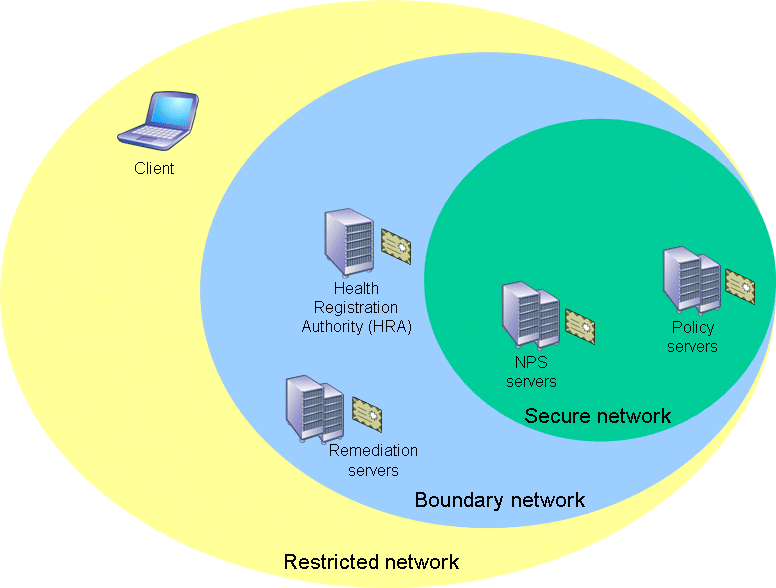 Client
Health
Registration
Authority (HRA)
Policy
servers
NPS
servers
Secure network
Remediation
servers
Boundary network
Restricted network